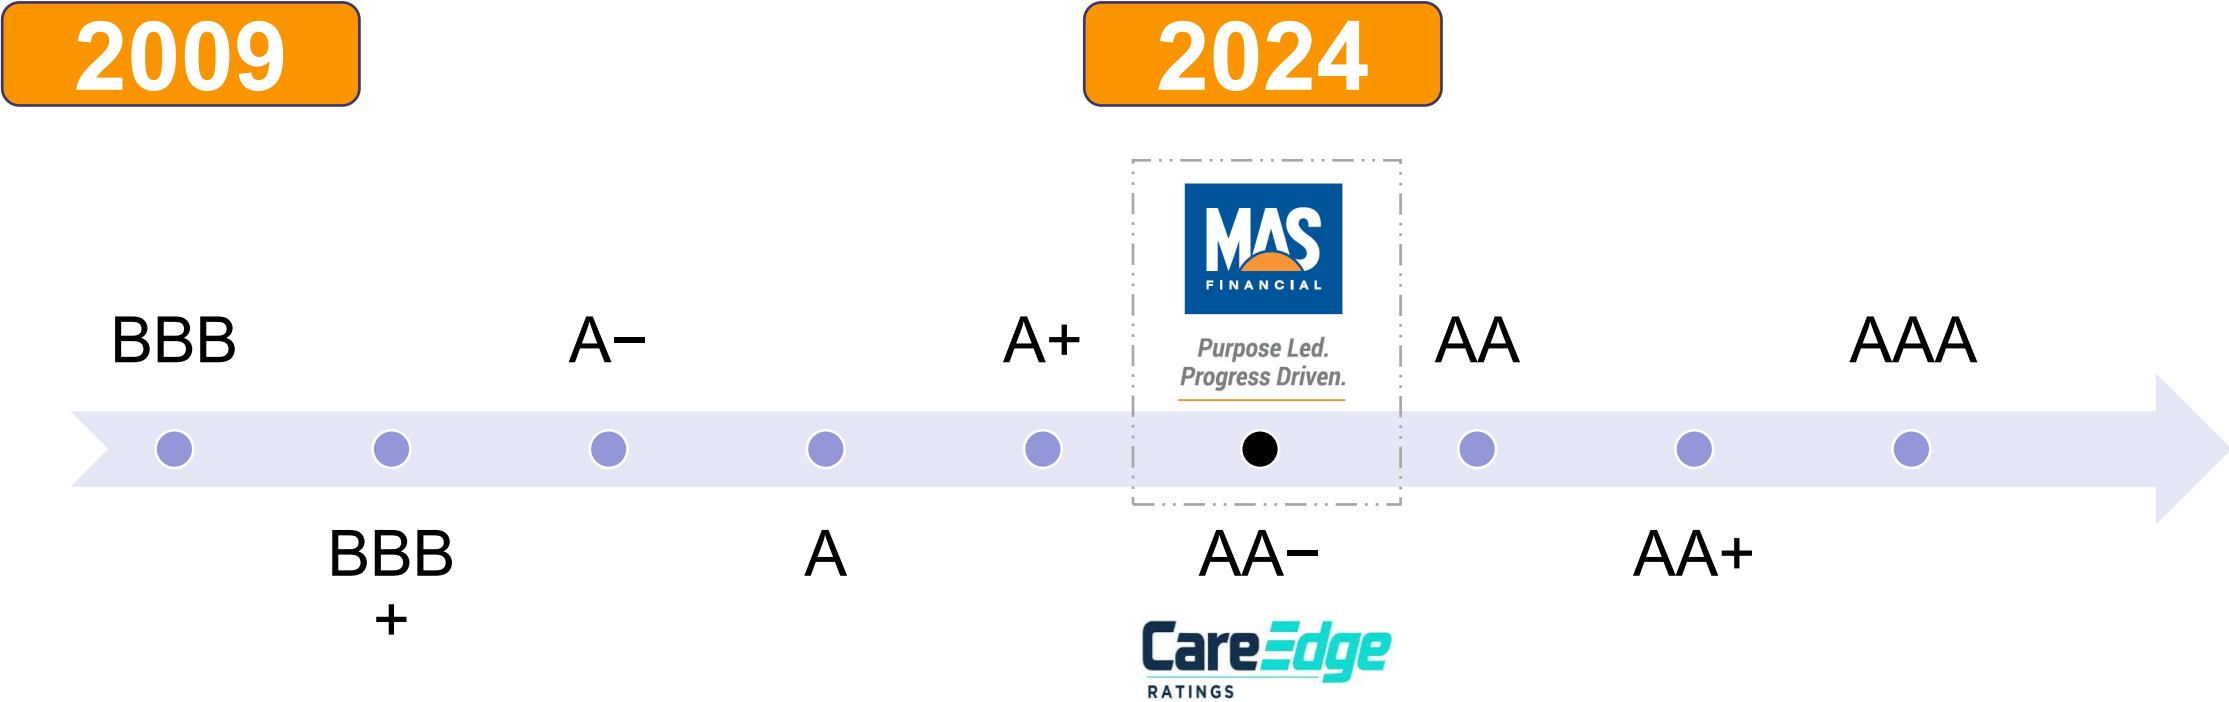 2009
2024
MAS
FINANCIAL
Purpose Led.
Progress Driven.
BBB
A−
A+
AA
AAA
BBB
+
A
AA−
AA+
CareEdge
RATINGS